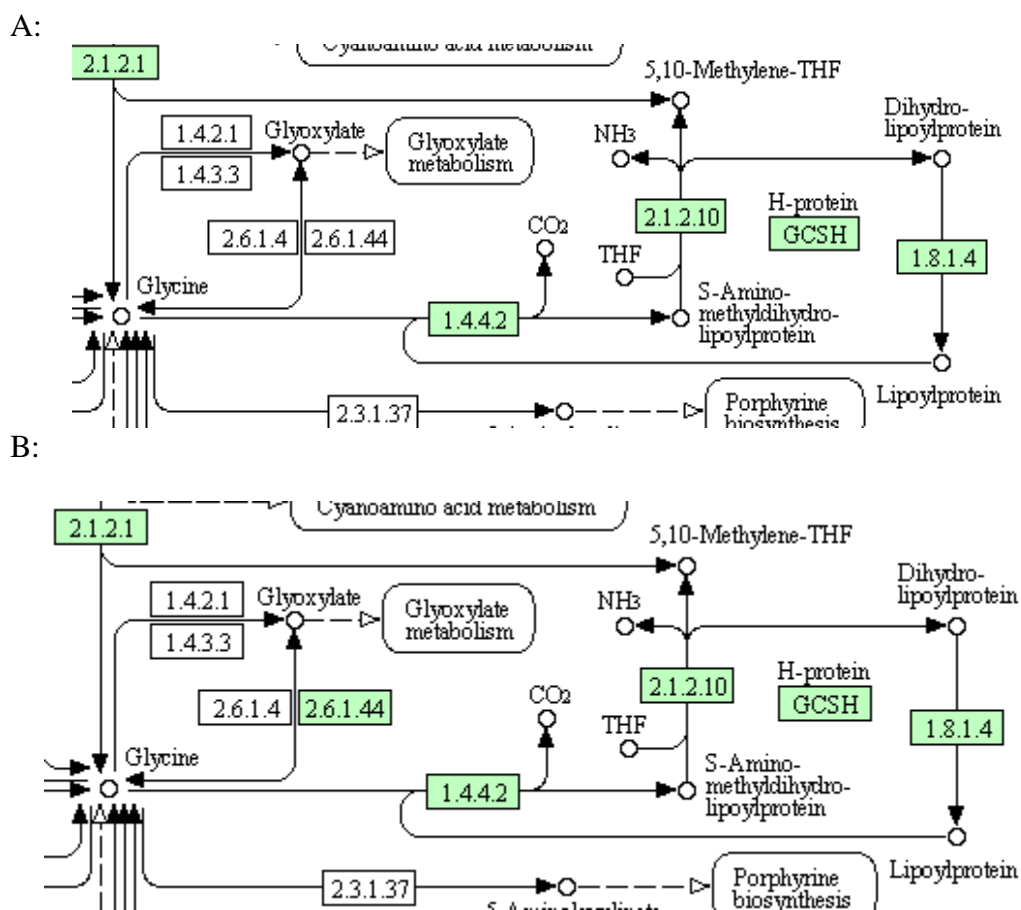 A:
Cyanoamino acid metabolism
2.1.2.1
5,10-Methylene-THF
Dihydro-
lipoylprotein
1.4.2.1
Glyoxylate
Glyoxylate
metabolism
NH3
1.4.3.3
H-protein
2.1.2.10
GCSH
CO2
2.6.1.4
2.6.1.44
THF
1.8.1.4
Glycine
S-Amino-
methyldihydro-
lipoylprotein
1.4.4.2
Lipoylprotein
Porphyrine
biosynthesis
2.3.1.37
B:
Cyanoamino acid metabolism
2.1.2.1
5,10-Methylene-THF
Dihydro-
lipoylprotein
1.4.2.1
Glyoxylate
Glyoxylate
metabolism
NH3
1.4.3.3
H-protein
2.1.2.10
GCSH
CO2
2.6.1.4
2.6.1.44
THF
1.8.1.4
Glycine
S-Amino-
methyldihydro-
lipoylprotein
1.4.4.2
Lipoylprotein
Porphyrine
biosynthesis
2.3.1.37